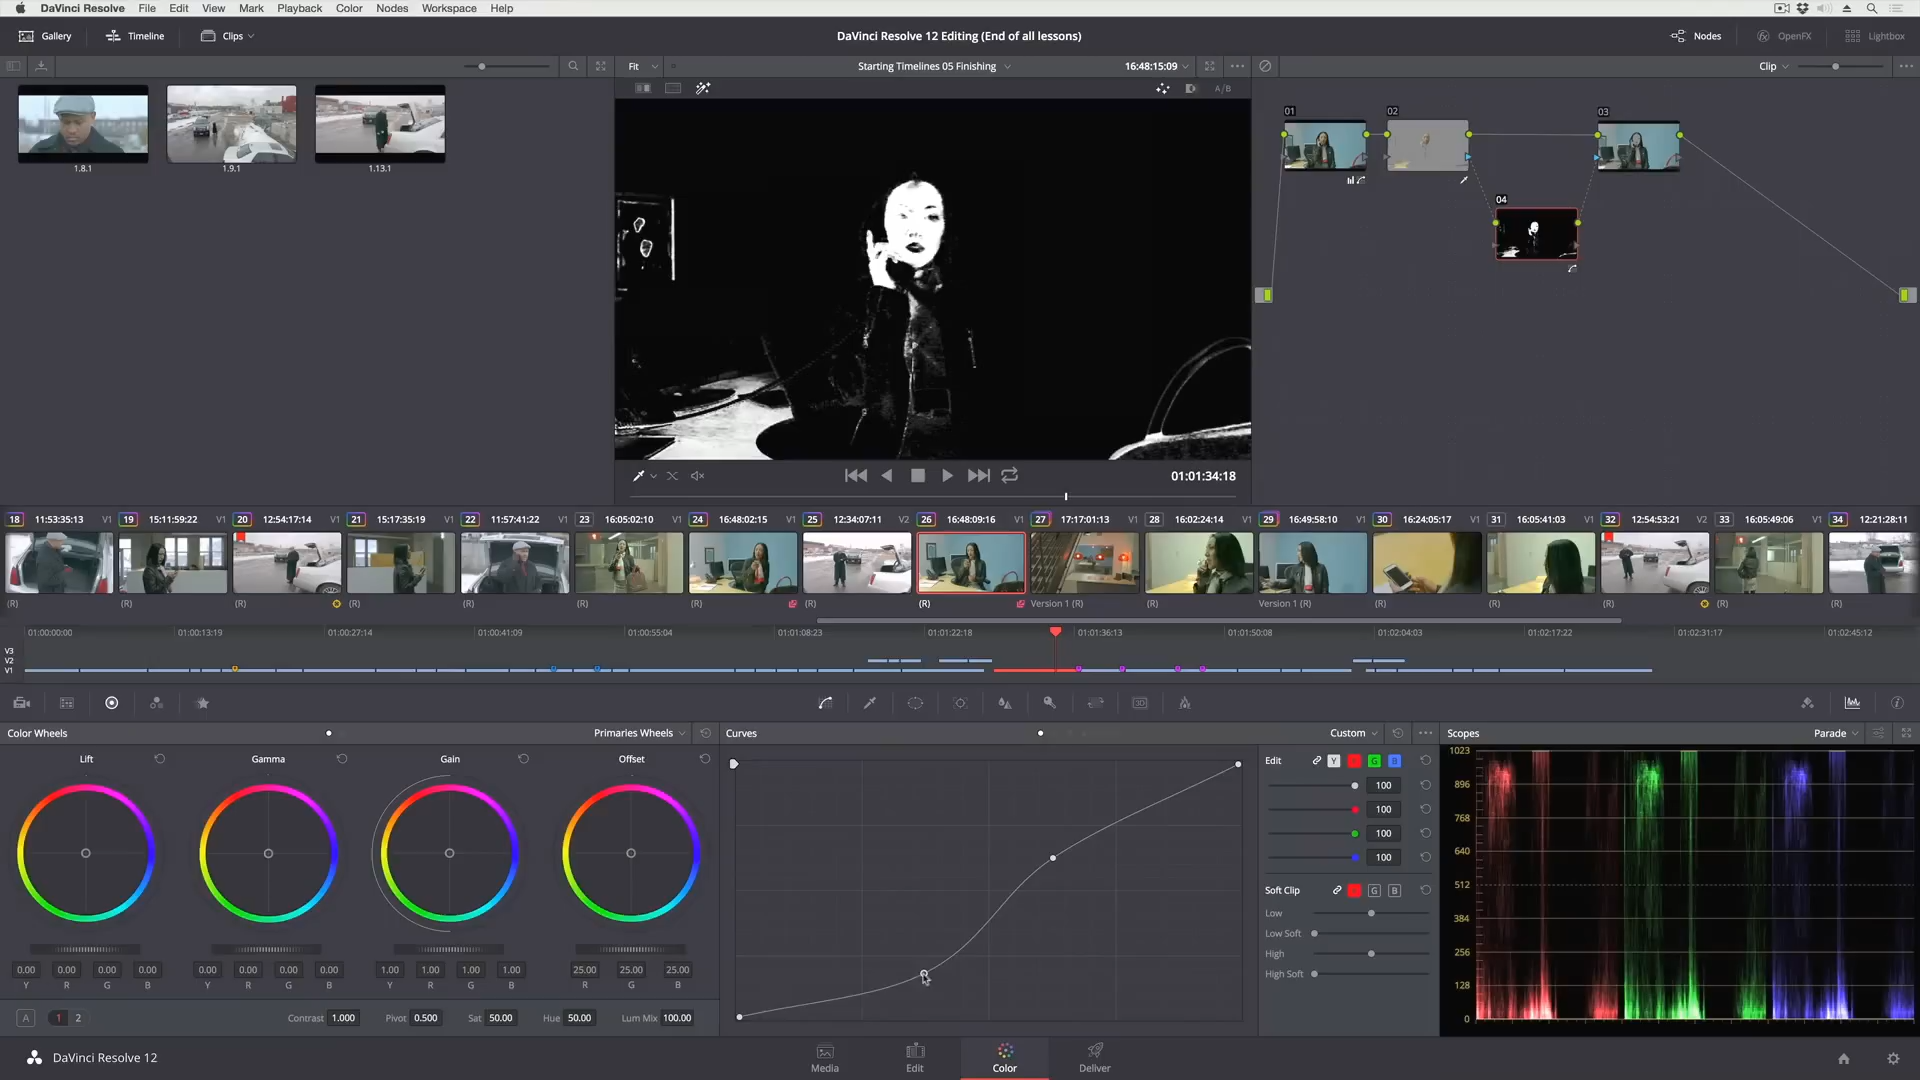 DaVinci Resolve File Edit View Mark Playback Color Nodes Workspace Help
Gallery Timeline Clips DaVinci Resolve 12 Editing (End of all lessons) Nodes OpenFX Lightbox
Fit Starting Timelines 05 Finishing 16:48:15:09 Clip
A/B
1.8.1 1.9.1 1.13.1
01 02 03
04
01:01:34:18
18 11:53:35:13 V1 19 15:11:59:22 V1 20 12:54:17:14 V1 21 15:17:35:19 V1 22 11:57:41:22 V1 23 16:05:02:10 V1 24 16:48:02:15 V1 25 12:34:07:11 V2 26 16:48:09:16 V1 27 17:17:01:13 V1 28 16:02:24:14 V1 29 16:49:58:10 V1 30 16:24:05:17 V1 31 16:05:41:03 V1 32 12:54:53:21 V2 33 16:05:49:06 V1 34 12:21:28:11
(R) (R) (R) (R) (R) (R) (R) (R) (R) Version 1 (R) (R) Version 1 (R) (R) (R) (R) (R) (R)
01:00:00:00 01:00:13:19 01:00:27:14 01:00:41:09 01:00:55:04 01:01:08:23 01:01:22:18 01:01:36:13 01:01:50:08 01:02:04:03 01:02:17:22 01:02:31:17 01:02:45:12
V3
V2
V1
3D
Color Wheels Primaries Wheels Curves Custom Scopes Parade
Lift Gamma Gain Offset
0.00 0.00 0.00 0.00 0.00 0.00 0.00 0.00 1.00 1.00 1.00 1.00 25.00 25.00 25.00
Y R G B Y R G B Y R G B R G B
A 1 2 Contrast 1.000 Pivot 0.500 Sat 50.00 Hue 50.00 Lum Mix 100.00
Edit Y R G B
100
100
100
100
Soft Clip R G B
Low
Low Soft
High
High Soft
1023
896
768
640
512
384
256
128
0
DaVinci Resolve 12 Media Edit Color Deliver